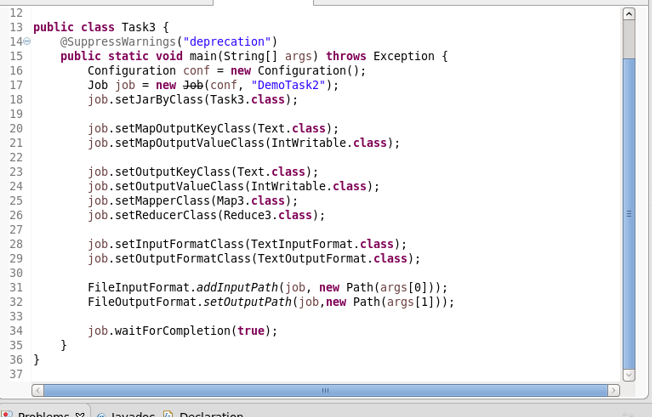 12
13 public class Task3 {
14 @SuppressWarnings("deprecation")
15 public static void main(String[] args) throws Exception {
16 Configuration conf = new Configuration();
17 Job job = new Job(conf, "DemoTask2");
18 job.setJarByClass(Task3.class);
19
20 job.setMapOutputKeyClass(Text.class);
21 job.setMapOutputValueClass(IntWritable.class);
22
23 job.setOutputKeyClass(Text.class);
24 job.setOutputValueClass(IntWritable.class);
25 job.setMapperClass(Map3.class);
26 job.setReducerClass(Reduce3.class);
27
28 job.setInputFormatClass(TextInputFormat.class);
29 job.setOutputFormatClass(TextOutputFormat.class);
30
31 FileInputFormat.addInputPath(job, new Path(args[0]));
32 FileOutputFormat.setOutputPath(job,new Path(args[1]));
33
34 job.waitForCompletion(true);
35 }
36 }
37
Problems @ Javadoc Declaration